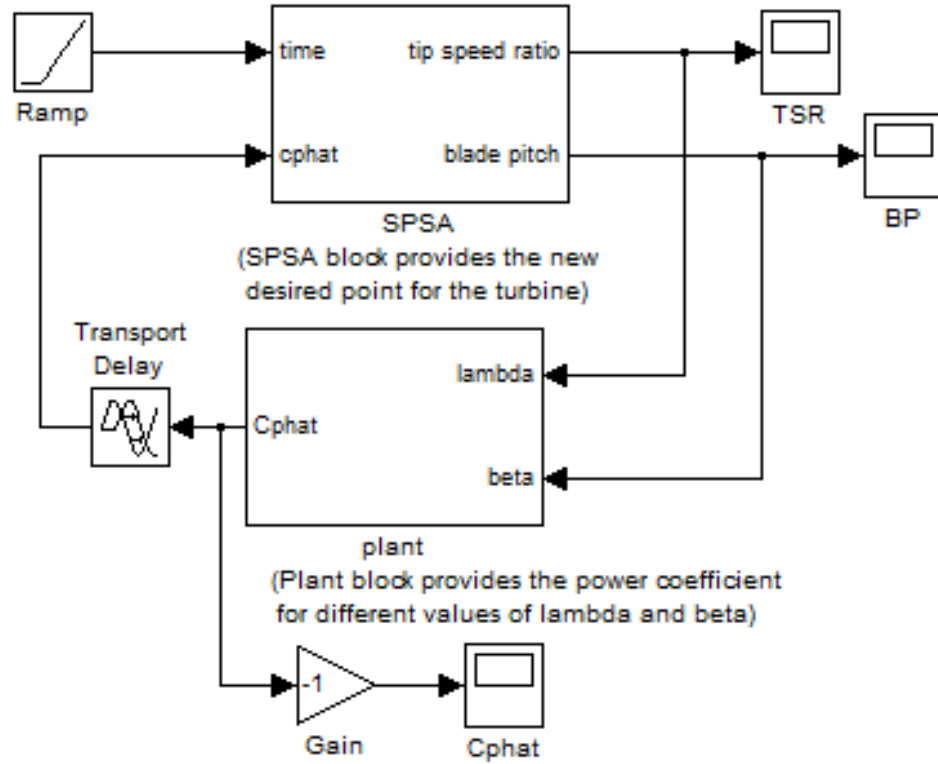 time
tip speed ratio
Ramp
TSR
cphat
blade pitch
BP
SPSA
(SPSA block provides the new
desired point for the turbine)
Transport
Delay
lambda
Cphat
beta
plant
(Plant block provides the power coefficient
for different values of lambda and beta)
-1
Gain
Cphat